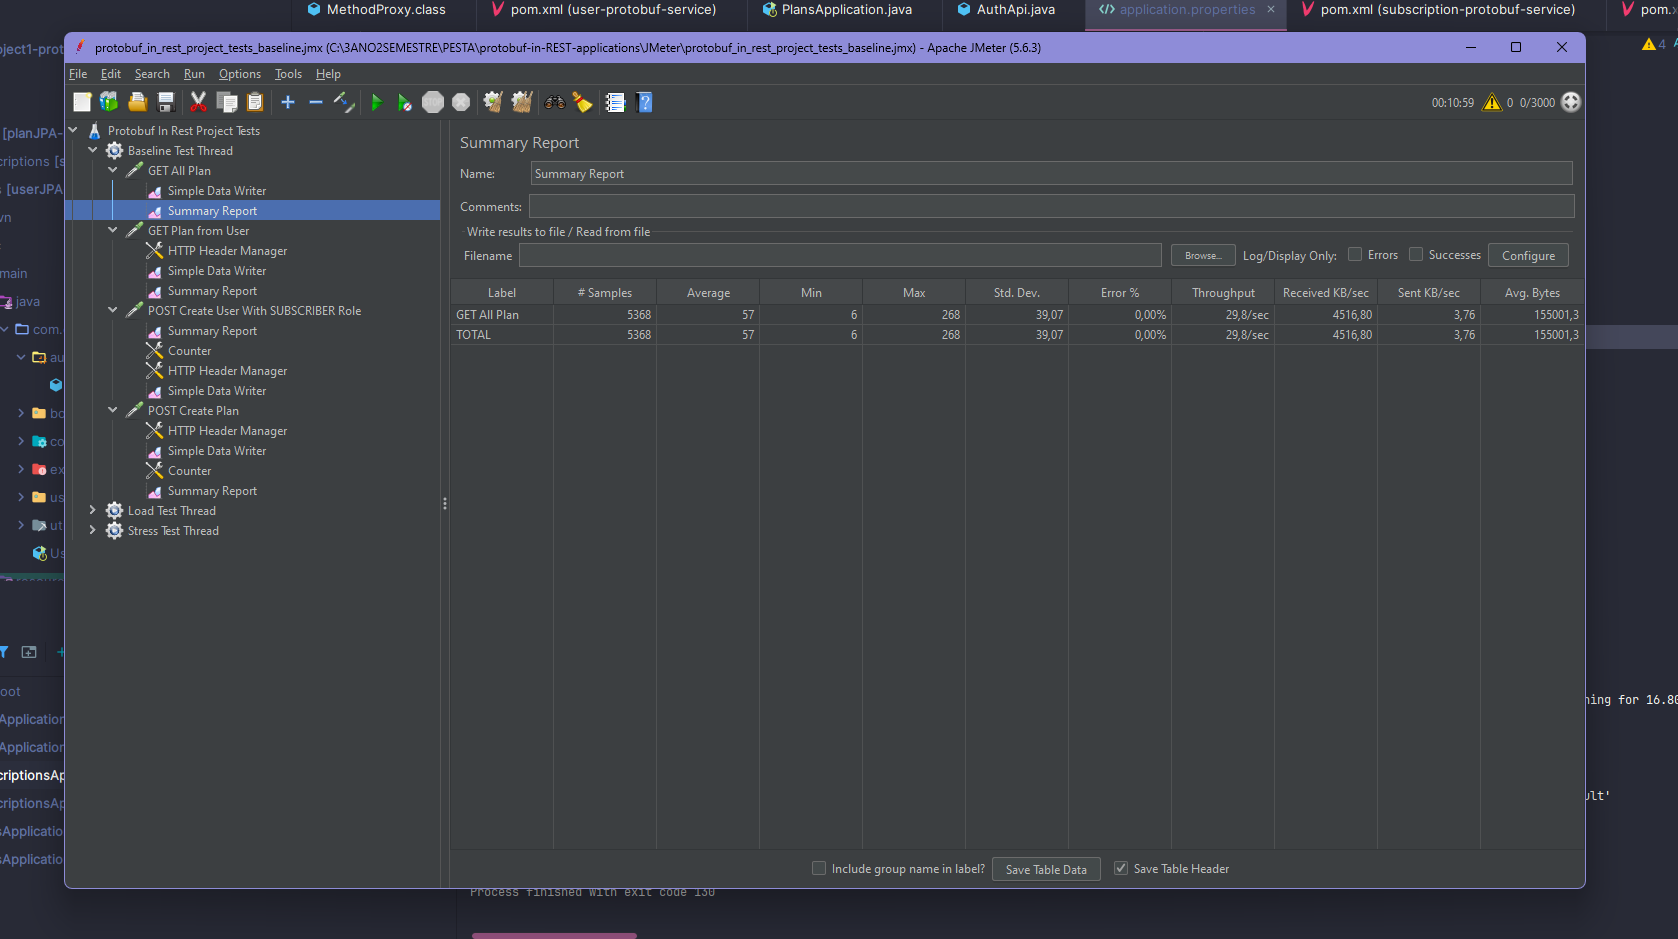 MethodProxy.class
pom.xml (user-protobuf-service)
PlansApplication.java
AuthApi.java
application.properties
pom.xml (subscription-protobuf-service)
pom.x
oject1-prot
4
protobuf_in_rest_project_tests_baseline.jmx (C:\3ANO2SEMESTRE\PESTA\protobuf-in-REST-applications\JMeter\protobuf_in_rest_project_tests_baseline.jmx) - Apache JMeter (5.6.3)
File Edit Search Run Options Tools Help
00:10:59 0 0/3000
[planJPA-
criptions [s
s [userJPA
vn
main
java
com.
au
bo
co
ex
us
ut
Us
oot
Application
Application
criptionsAp
criptionsAp
sApplicatio
sApplicatio
Protobuf In Rest Project Tests
Baseline Test Thread
GET All Plan
Simple Data Writer
Summary Report
GET Plan from User
HTTP Header Manager
Simple Data Writer
Summary Report
POST Create User With SUBSCRIBER Role
Summary Report
Counter
HTTP Header Manager
Simple Data Writer
POST Create Plan
HTTP Header Manager
Simple Data Writer
Counter
Summary Report
Load Test Thread
Stress Test Thread
Summary Report
Name: Summary Report
Comments:
Write results to file / Read from file
Filename Browse... Log/Display Only: Errors Successes Configure
Label # Samples Average Min Max Std. Dev. Error % Throughput Received KB/sec Sent KB/sec Avg. Bytes
GET All Plan 5368 57 6 268 39,07 0,00% 29,8/sec 4516,80 3,76 155001,3
TOTAL 5368 57 6 268 39,07 0,00% 29,8/sec 4516,80 3,76 155001,3
Include group name in label? Save Table Data Save Table Header
ning for 16.80
ult'
Process finished with exit code 130